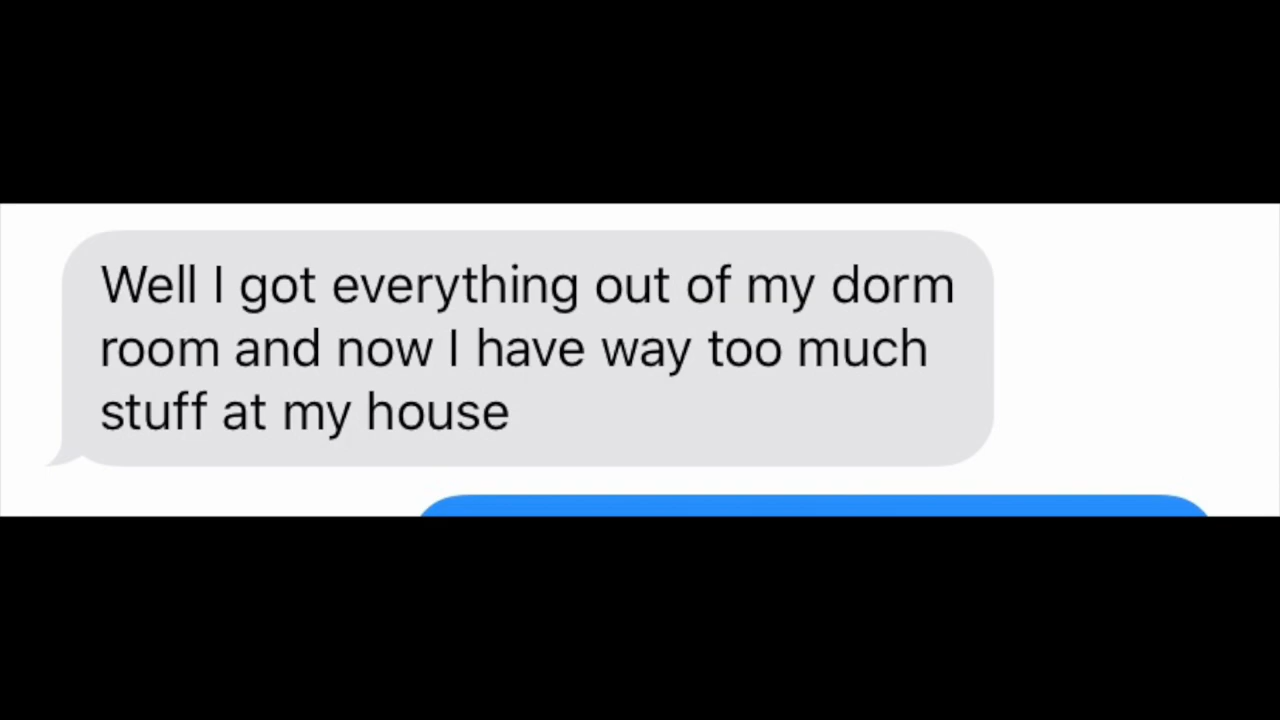 Well I got everything out of my dorm
room and now I have way too much
stuff at my house